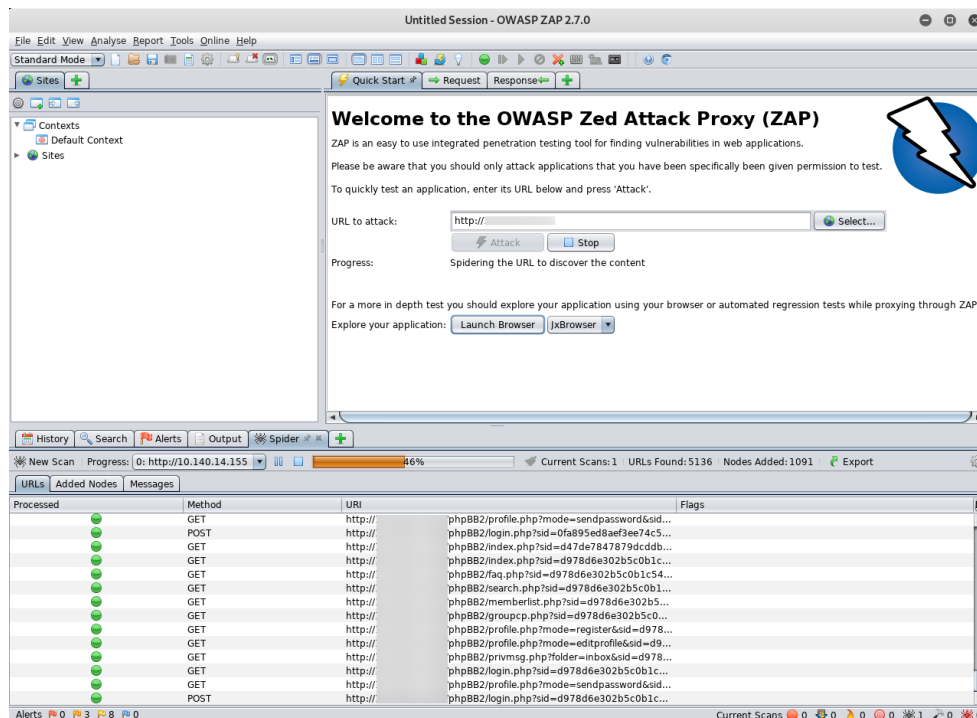 Untitled Session - OWASP ZAP 2.7.0
File Edit View Analyse Report Tools Online Help
Standard Mode
Sites
Quick Start Request Response
Contexts
Default Context
Sites
Welcome to the OWASP Zed Attack Proxy (ZAP)
ZAP is an easy to use integrated penetration testing tool for finding vulnerabilities in web applications.
Please be aware that you should only attack applications that you have been specifically been given permission to test.
To quickly test an application, enter its URL below and press 'Attack'.
URL to attack: http:// Select...
Attack Stop
Progress: Spidering the URL to discover the content
For a more in depth test you should explore your application using your browser or automated regression tests while proxying through ZAP
Explore your application: Launch Browser JxBrowser
History Search Alerts Output Spider
New Scan Progress: 0: http://10.140.14.155 46% Current Scans: 1 URLs Found: 5136 Nodes Added: 1091 Export
URLs Added Nodes Messages
Processed Method URI Flags
GET http:// phpBB2/profile.php?mode=sendpassword&sid...
POST http:// phpBB2/login.php?sid=0fa895ed8aef3ee74c5...
GET http:// phpBB2/index.php?sid=d47de7847879dcddb...
GET http:// phpBB2/index.php?sid=d978d6e302b5c0b1c...
GET http:// phpBB2/faq.php?sid=d978d6e302b5c0b1c54...
GET http:// phpBB2/search.php?sid=d978d6e302b5c0b1...
GET http:// phpBB2/memberlist.php?sid=d978d6e302b5...
GET http:// phpBB2/groupcp.php?sid=d978d6e302b5c0...
GET http:// phpBB2/profile.php?mode=register&sid=d978...
GET http:// phpBB2/profile.php?mode=editprofile&sid=d9...
GET http:// phpBB2/privmsg.php?folder=inbox&sid=d978...
GET http:// phpBB2/login.php?sid=d978d6e302b5c0b1c...
GET http:// phpBB2/profile.php?mode=sendpassword&sid...
POST http:// phpBB2/login.php?sid=d978d6e302b5c0b1c...
Alerts 0 3 8 0 Current Scans 0 0 0 0 1 0